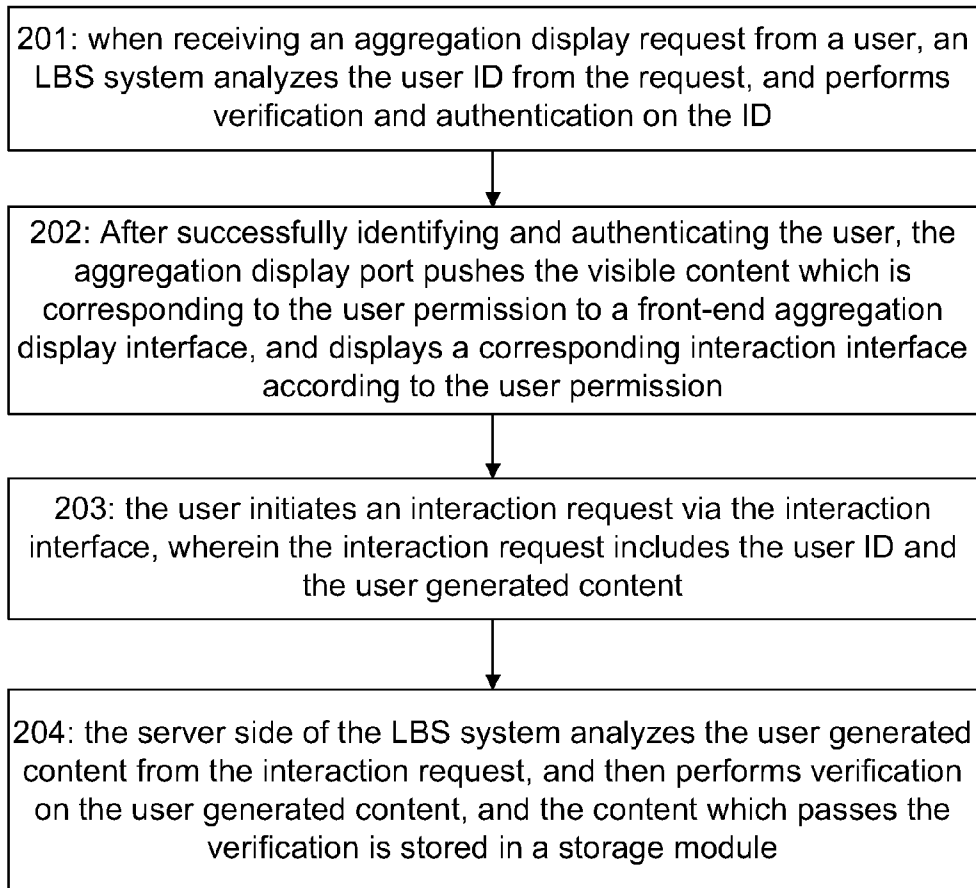 201: when receiving an aggregation display request from a user, an
LBS system analyzes the user ID from the request, and performs
verification and authentication on the ID
202: After successfully identifying and authenticating the user, the
aggregation display port pushes the visible content which is
corresponding to the user permission to a front-end aggregation
display interface, and displays a corresponding interaction interface
according to the user permission
203: the user initiates an interaction request via the interaction
interface, wherein the interaction request includes the user ID and
the user generated content
204: the server side of the LBS system analyzes the user generated
content from the interaction request, and then performs verification
on the user generated content, and the content which passes the
verification is stored in a storage module